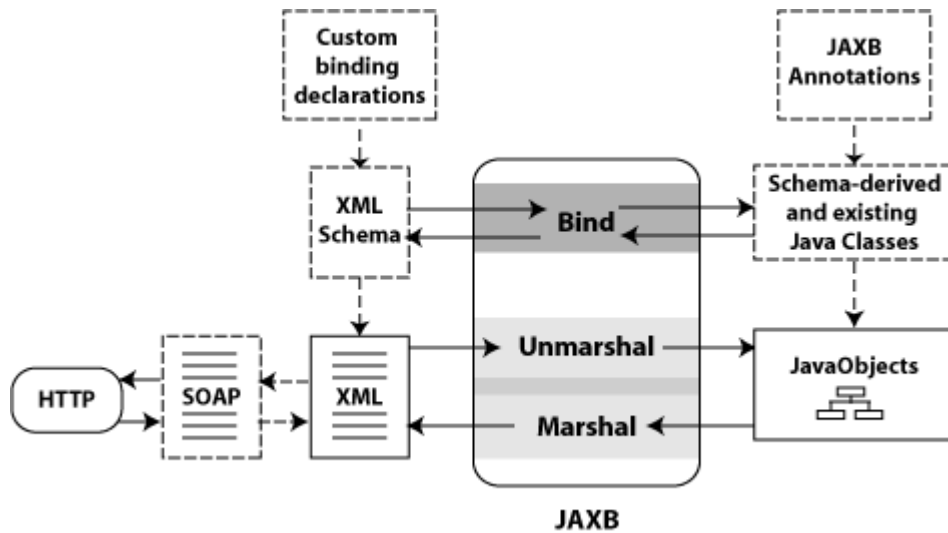 Custom
binding
declarations
JAXB
Annotations
XML
Schema
Bind
Schema-derived
and existing
Java Classes
HTTP
SOAP
XML
Unmarshal
Marshal
JavaObjects
JAXB